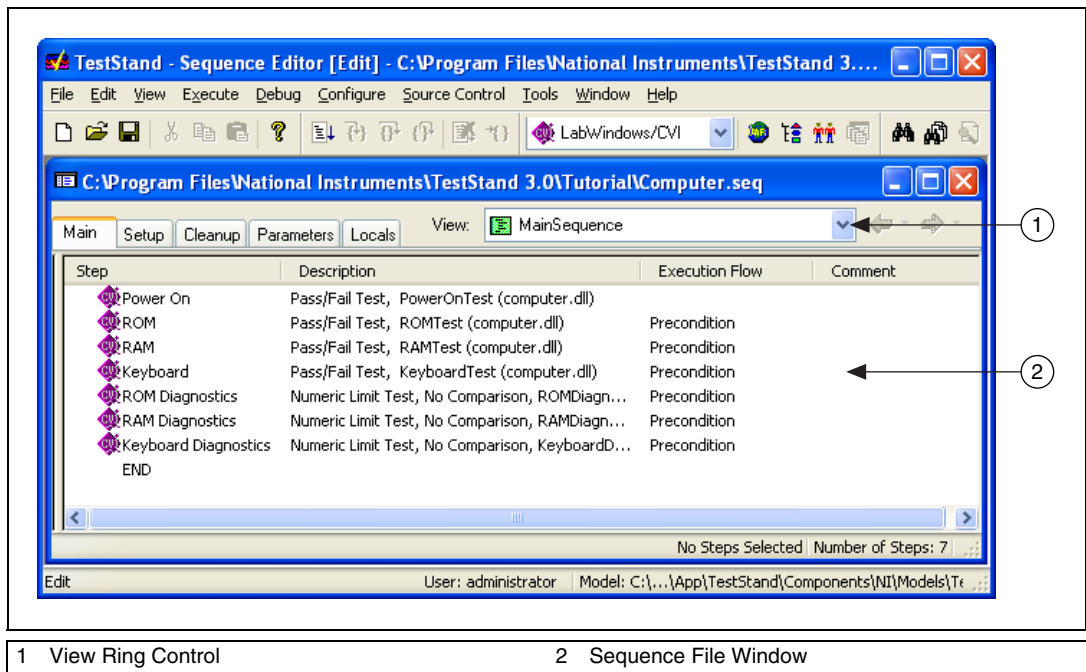 TestStand - Sequence Editor [Edit] - C:\Program Files\National Instruments\TestStand 3....
File Edit View Execute Debug Configure Source Control Tools Window Help
LabWindows/CVI
C:\Program Files\National Instruments\TestStand 3.0\Tutorial\Computer.seq
Main Setup Cleanup Parameters Locals View: MainSequence
1
Step Description Execution Flow Comment
Power On Pass/Fail Test, PowerOnTest (computer.dll)
ROM Pass/Fail Test, ROMTest (computer.dll) Precondition
RAM Pass/Fail Test, RAMTest (computer.dll) Precondition
Keyboard Pass/Fail Test, KeyboardTest (computer.dll) Precondition
2
ROM Diagnostics Numeric Limit Test, No Comparison, ROMDiagn... Precondition
RAM Diagnostics Numeric Limit Test, No Comparison, RAMDiagn... Precondition
Keyboard Diagnostics Numeric Limit Test, No Comparison, KeyboardD... Precondition
END
No Steps Selected Number of Steps: 7
Edit User: administrator Model: C:\...\App\TestStand\Components\NI\Models\Te
1 View Ring Control 2 Sequence File Window